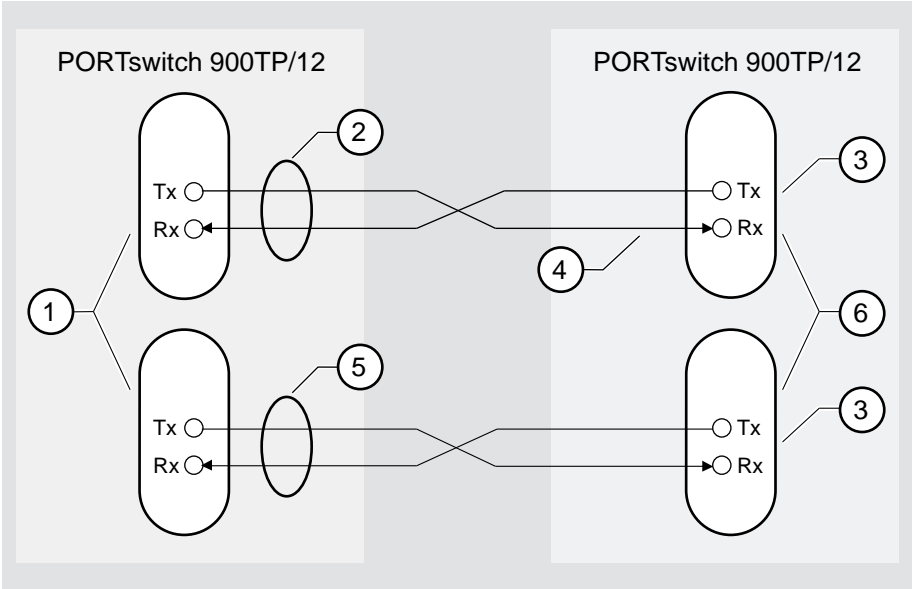 PORTswitch 900TP/12
PORTswitch 900TP/12
2
3
Tx
Tx
Rx
Rx
4
1
6
5
3
Tx
Tx
Rx
Rx